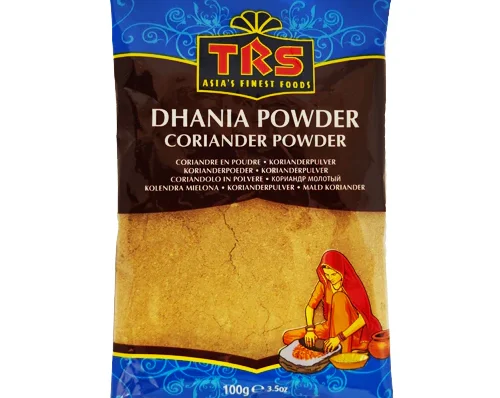 TRS
ASIA'S FINEST FOODS
DHANIA POWDER
CORIANDER POWDER
CORIANDRE EN POUDRE • KORIANDERPULVER
KORIANDERPOEDER • KORIANDERPULVER
CORIANDOLO IN POLVERE • КОРИАНДР МОЛОТЫЙ
KOLENDRA MIELONA • KORIANDERPULVER • MALD KORIANDER
100g ℮ 3.5oz